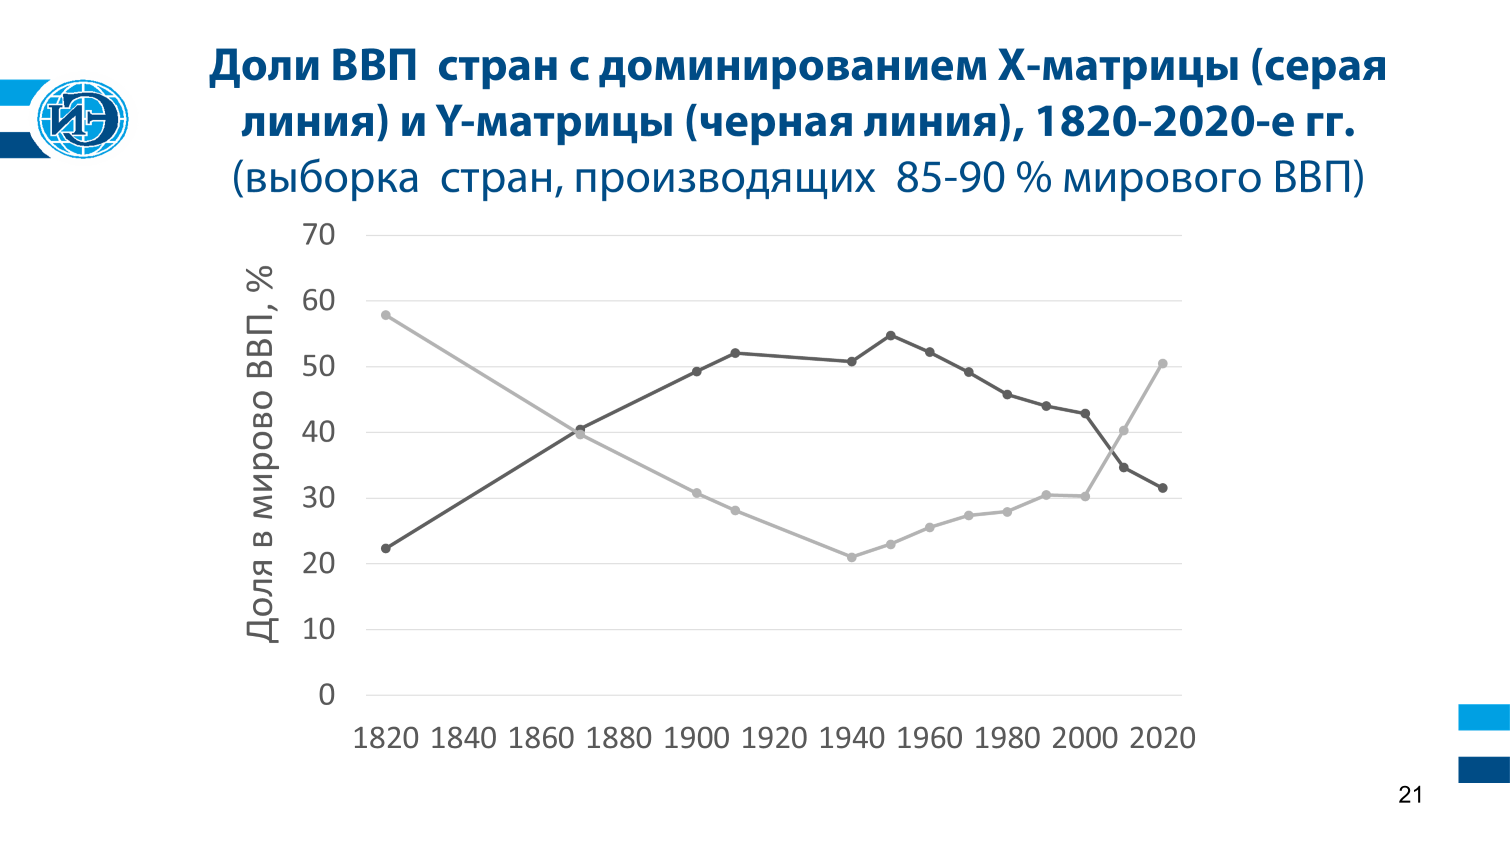 Доли ВВП  стран с доминированием X-матрицы (серая
линия) и Y-матрицы (черная линия), 1820-2020-е гг.
(выборка  стран, производящих  85-90 % мирового ВВП)
ИЭ
Доля в мирово ВВП, %
70
60
50
40
30
20
10
0
1820 1840 1860 1880 1900 1920 1940 1960 1980 2000 2020
21